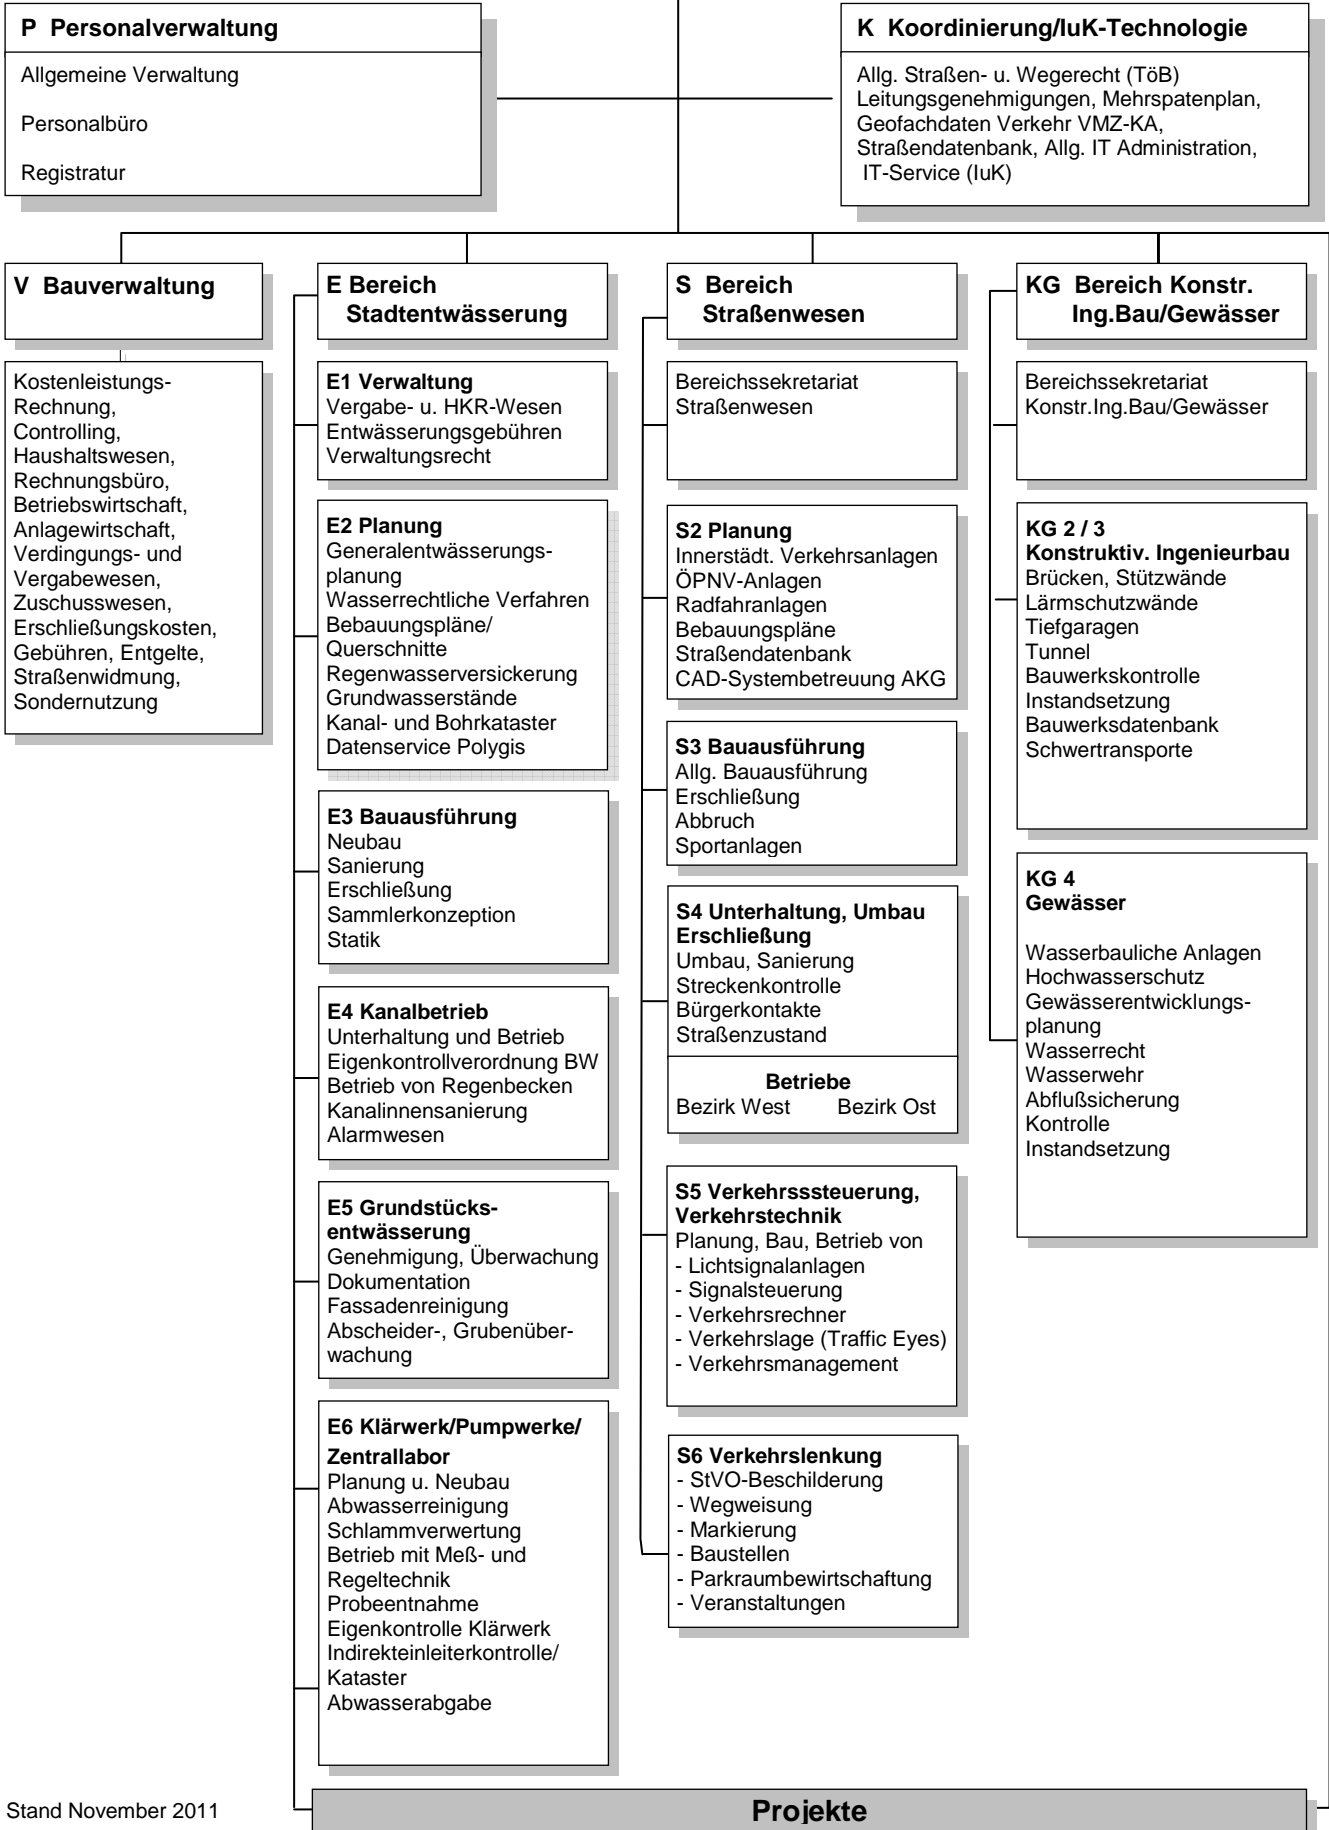 P Personalverwaltung
Allgemeine Verwaltung
Personalbüro
Registratur
K Koordinierung/IuK-Technologie
Allg. Straßen- u. Wegerecht (TöB)
Leitungsgenehmigungen, Mehrspatenplan,
Geofachdaten Verkehr VMZ-KA,
Straßendatenbank, Allg. IT Administration,
IT-Service (IuK)
V Bauverwaltung
Kostenleistungs-
Rechnung,
Controlling,
Haushaltswesen,
Rechnungsbüro,
Betriebswirtschaft,
Anlagewirtschaft,
Verdingungs- und
Vergabewesen,
Zuschusswesen,
Erschließungskosten,
Gebühren, Entgelte,
Straßenwidmung,
Sondernutzung
E Bereich
Stadtentwässerung
E1 Verwaltung
Vergabe- u. HKR-Wesen
Entwässerungsgebühren
Verwaltungsrecht
E2 Planung
Generalentwässerungs-
planung
Wasserrechtliche Verfahren
Bebauungspläne/
Querschnitte
Regenwasserversickerung
Grundwasserstände
Kanal- und Bohrkataster
Datenservice Polygis
E3 Bauausführung
Neubau
Sanierung
Erschließung
Sammlerkonzeption
Statik
E4 Kanalbetrieb
Unterhaltung und Betrieb
Eigenkontrollverordnung BW
Betrieb von Regenbecken
Kanalinnensanierung
Alarmwesen
E5 Grundstücks-
entwässerung
Genehmigung, Überwachung
Dokumentation
Fassadenreinigung
Abscheider-, Grubenüber-
wachung
E6 Klärwerk/Pumpwerke/
Zentrallabor
Planung u. Neubau
Abwasserreinigung
Schlammverwertung
Betrieb mit Meß- und
Regeltechnik
Probeentnahme
Eigenkontrolle Klärwerk
Indirekteinleiterkontrolle/
Kataster
Abwasserabgabe
S Bereich
Straßenwesen
Bereichssekretariat
Straßenwesen
S2 Planung
Innerstädt. Verkehrsanlagen
ÖPNV-Anlagen
Radfahranlagen
Bebauungspläne
Straßendatenbank
CAD-Systembetreuung AKG
S3 Bauausführung
Allg. Bauausführung
Erschließung
Abbruch
Sportanlagen
S4 Unterhaltung, Umbau
Erschließung
Umbau, Sanierung
Streckenkontrolle
Bürgerkontakte
Straßenzustand
Betriebe
Bezirk West Bezirk Ost
S5 Verkehrsssteuerung,
Verkehrstechnik
Planung, Bau, Betrieb von
- Lichtsignalanlagen
- Signalsteuerung
- Verkehrsrechner
- Verkehrslage (Traffic Eyes)
- Verkehrsmanagement
S6 Verkehrslenkung
- StVO-Beschilderung
- Wegweisung
- Markierung
- Baustellen
- Parkraumbewirtschaftung
- Veranstaltungen
KG Bereich Konstr.
Ing.Bau/Gewässer
Bereichssekretariat
Konstr.Ing.Bau/Gewässer
KG 2 / 3
Konstruktiv. Ingenieurbau
Brücken, Stützwände
Lärmschutzwände
Tiefgaragen
Tunnel
Bauwerkskontrolle
Instandsetzung
Bauwerksdatenbank
Schwertransporte
KG 4
Gewässer
Wasserbauliche Anlagen
Hochwasserschutz
Gewässerentwicklungs-
planung
Wasserrecht
Wasserwehr
Abflußsicherung
Kontrolle
Instandsetzung
Stand November 2011
Projekte